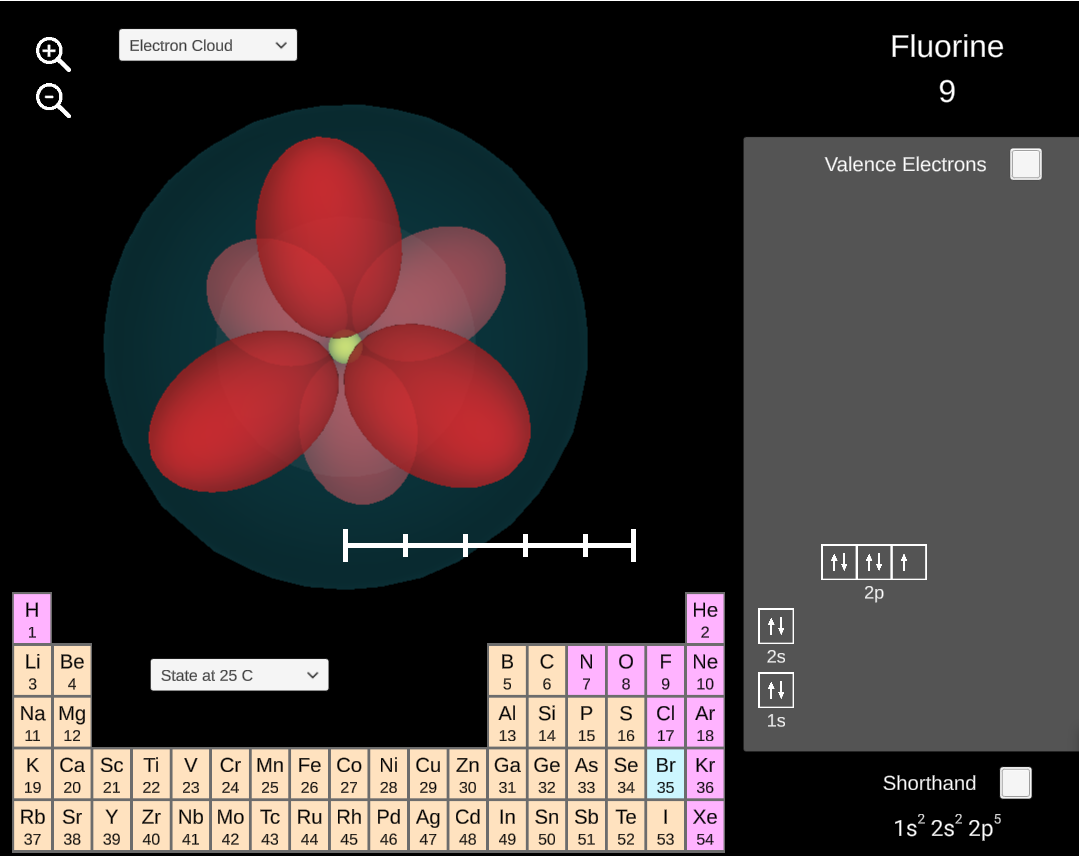 Electron Cloud
Fluorine
9
Valence Electrons
2p
2s
1s
H He
1 2
Li Be State at 25 C B C N O F Ne
3 4 5 6 7 8 9 10
Na Mg Al Si P S Cl Ar
11 12 13 14 15 16 17 18
K Ca Sc Ti V Cr Mn Fe Co Ni Cu Zn Ga Ge As Se Br Kr
19 20 21 22 23 24 25 26 27 28 29 30 31 32 33 34 35 36
Rb Sr Y Zr Nb Mo Tc Ru Rh Pd Ag Cd In Sn Sb Te I Xe
37 38 39 40 41 42 43 44 45 46 47 48 49 50 51 52 53 54
Shorthand
1s² 2s² 2p⁵